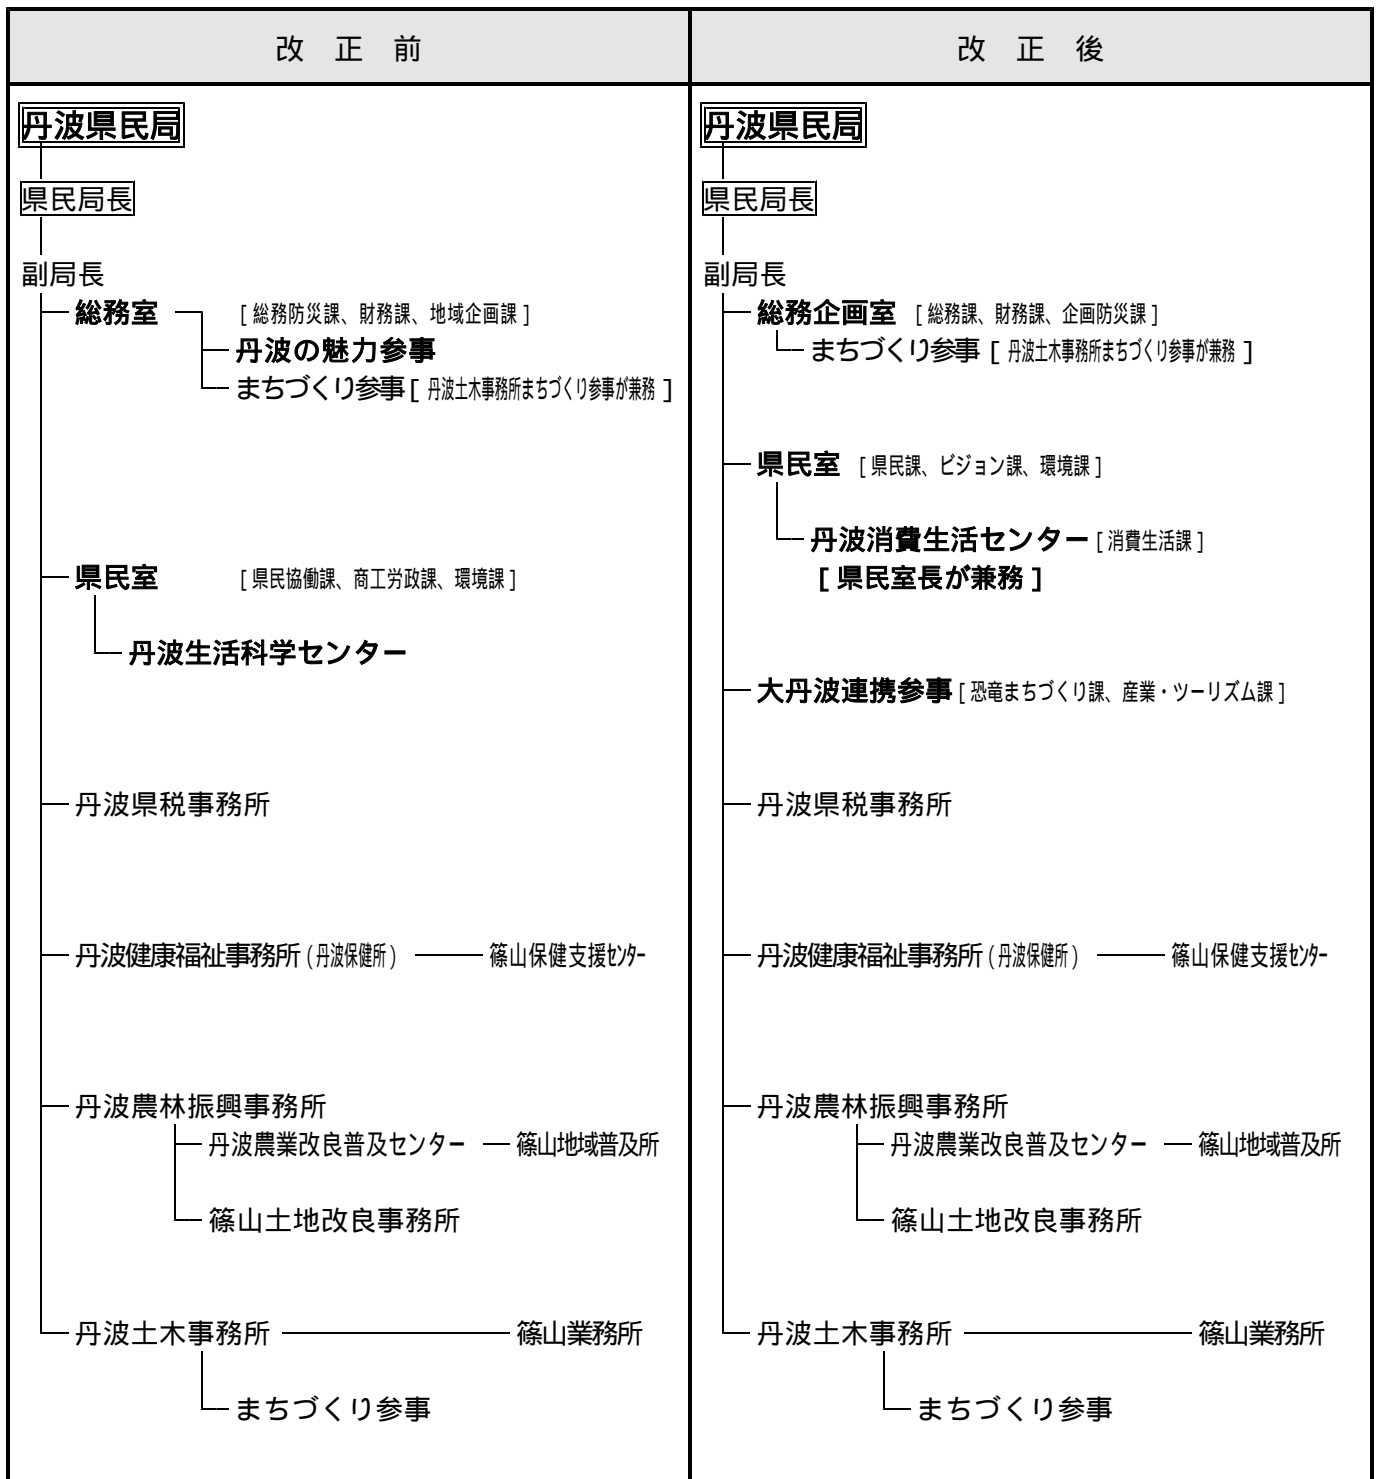 改 正 前
丹波県民局
県民局長
副局長
総務室 [ 総務防災課、財務課、地域企画課 ]
丹波の魅力参事
まちづくり参事 [ 丹波土木事務所まちづくり参事が兼務 ]
県民室 [ 県民協働課、商工労政課、環境課 ]
丹波生活科学センター
丹波県税事務所
丹波健康福祉事務所 ( 丹波保健所 ) 篠山保健支援センター
丹波農林振興事務所
丹波農業改良普及センター 篠山地域普及所
篠山土地改良事務所
丹波土木事務所 篠山業務所
まちづくり参事
改 正 後
丹波県民局
県民局長
副局長
総務企画室 [ 総務課、財務課、企画防災課 ]
まちづくり参事 [ 丹波土木事務所まちづくり参事が兼務 ]
県民室 [ 県民課、ビジョン課、環境課 ]
丹波消費生活センター [ 消費生活課 ]
[ 県民室長が兼務 ]
大丹波連携参事 [ 恐竜まちづくり課、産業・ツーリズム課 ]
丹波県税事務所
丹波健康福祉事務所 ( 丹波保健所 ) 篠山保健支援センター
丹波農林振興事務所
丹波農業改良普及センター 篠山地域普及所
篠山土地改良事務所
丹波土木事務所 篠山業務所
まちづくり参事